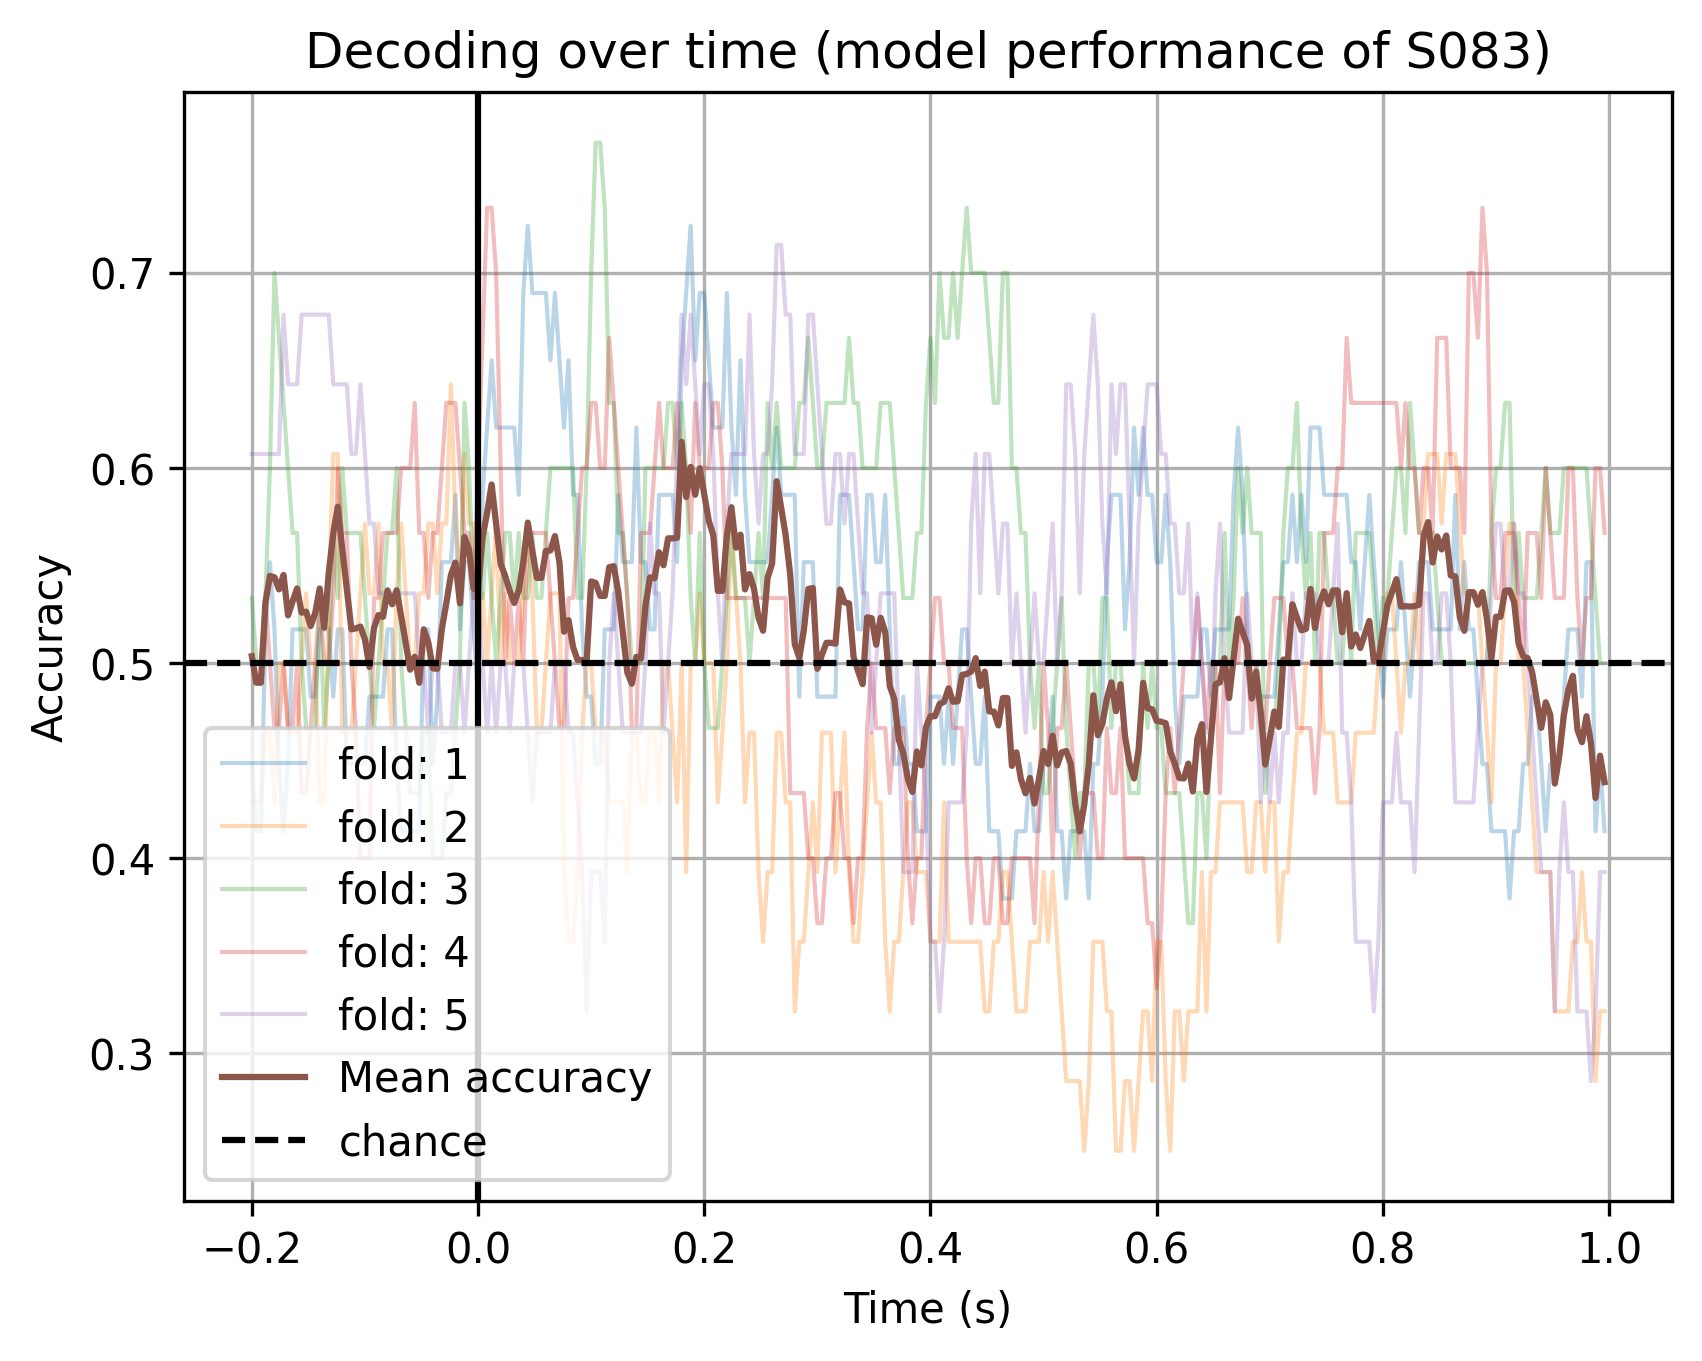 Decoding over time (model performance of S083)
Accuracy
0.7
0.6
0.5
0.4
0.3
fold: 1
fold: 2
fold: 3
fold: 4
fold: 5
Mean accuracy
chance
−0.2 0.0 0.2 0.4 0.6 0.8 1.0
Time (s)